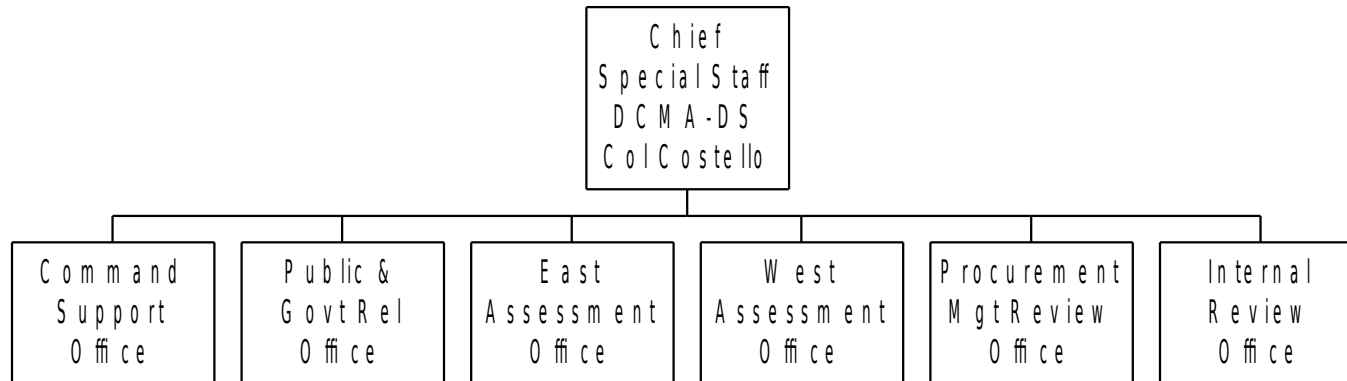 Chief
Special Staff
DCMA-DS
Col Costello
Command
Support
Office
Public &
Govt Rel
Office
East
Assessment
Office
West
Assessment
Office
Procurement
Mgt Review
Office
Internal
Review
Office